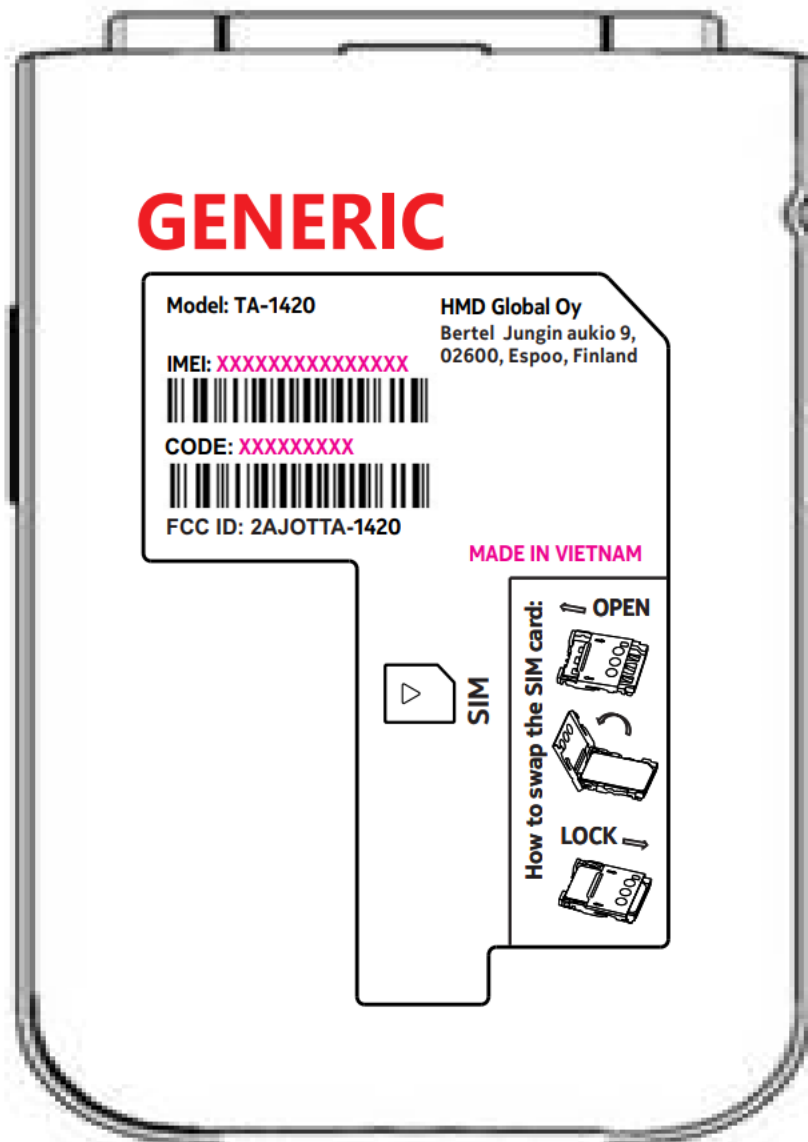 GENERIC
Model: TA-1420
HMD Global Oy
Bertel Jungin aukio 9,
02600, Espoo, Finland
IMEI: XXXXXXXXXXXXXXX
CODE: XXXXXXXXX
FCC ID: 2AJOTTA-1420
MADE IN VIETNAM
SIM
How to swap the SIM card:
OPEN
LOCK